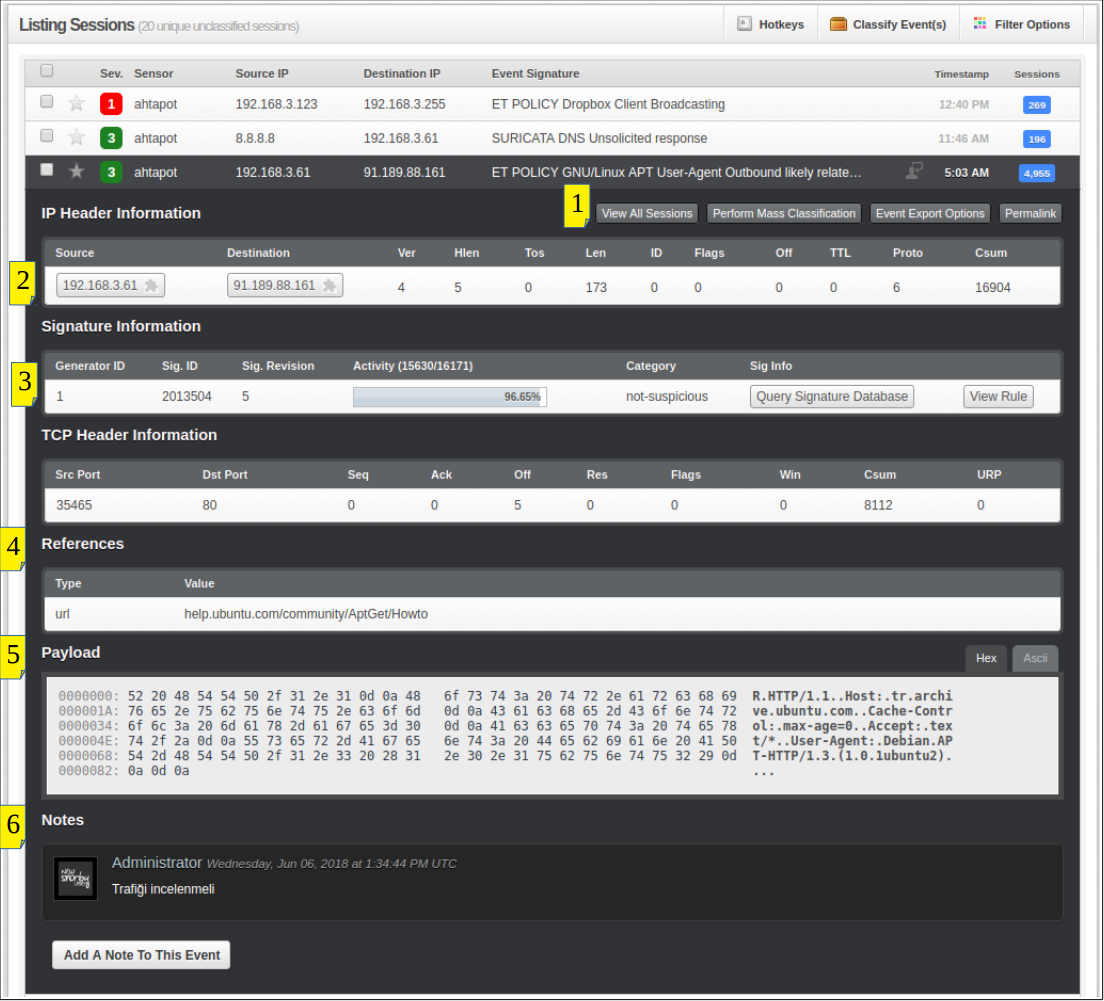 Listing Sessions (20 unique unclassified sessions) Hotkeys Classify Event(s) Filter Options
Sev. Sensor Source IP Destination IP Event Signature Timestamp Sessions
1 ahtapot 192.168.3.123 192.168.3.255 ET POLICY Dropbox Client Broadcasting 12:40 PM 269
3 ahtapot 8.8.8.8 192.168.3.61 SURICATA DNS Unsolicited response 11:46 AM 196
3 ahtapot 192.168.3.61 91.189.88.161 ET POLICY GNU/Linux APT User-Agent Outbound likely relate... 5:03 AM 4,955
IP Header Information 1 View All Sessions Perform Mass Classification Event Export Options Permalink
Source Destination Ver Hlen Tos Len ID Flags Off TTL Proto Csum
2 192.168.3.61 91.189.88.161 4 5 0 173 0 0 0 0 6 16904
Signature Information
Generator ID Sig. ID Sig. Revision Activity (15630/16171) Category Sig Info
3 1 2013504 5 96.65% not-suspicious Query Signature Database View Rule
TCP Header Information
Src Port Dst Port Seq Ack Off Res Flags Win Csum URP
35465 80 0 0 5 0 0 0 8112 0
4 References
Type Value
url help.ubuntu.com/community/AptGet/Howto
5 Payload Hex Ascii
0000000: 52 20 48 54 54 50 2f 31 2e 31 0d 0a 48 6f 73 74 3a 20 74 72 2e 61 72 63 68 69 R.HTTP/1.1..Host:.tr.archi
000001A: 76 65 2e 75 62 75 6e 74 75 2e 63 6f 6d 0d 0a 43 61 63 68 65 2d 43 6f 6e 74 72 ve.ubuntu.com..Cache-Contr
0000034: 6f 6c 3a 20 6d 61 78 2d 61 67 65 3d 30 0d 0a 41 63 63 65 70 74 3a 20 74 65 78 ol:.max-age=0..Accept:.tex
000004E: 74 2f 2a 0d 0a 55 73 65 72 2d 41 67 65 6e 74 3a 20 44 65 62 69 61 6e 20 41 50 t/*..User-Agent:.Debian.AP
0000068: 54 2d 48 54 54 50 2f 31 2e 33 20 28 31 2e 30 2e 31 75 62 75 6e 74 75 32 29 0d T-HTTP/1.3.(1.0.1ubuntu2).
0000082: 0a 0d 0a ...
6 Notes
Administrator Wednesday, Jun 06, 2018 at 1:34:44 PM UTC
Trafiği incelenmeli
Add A Note To This Event